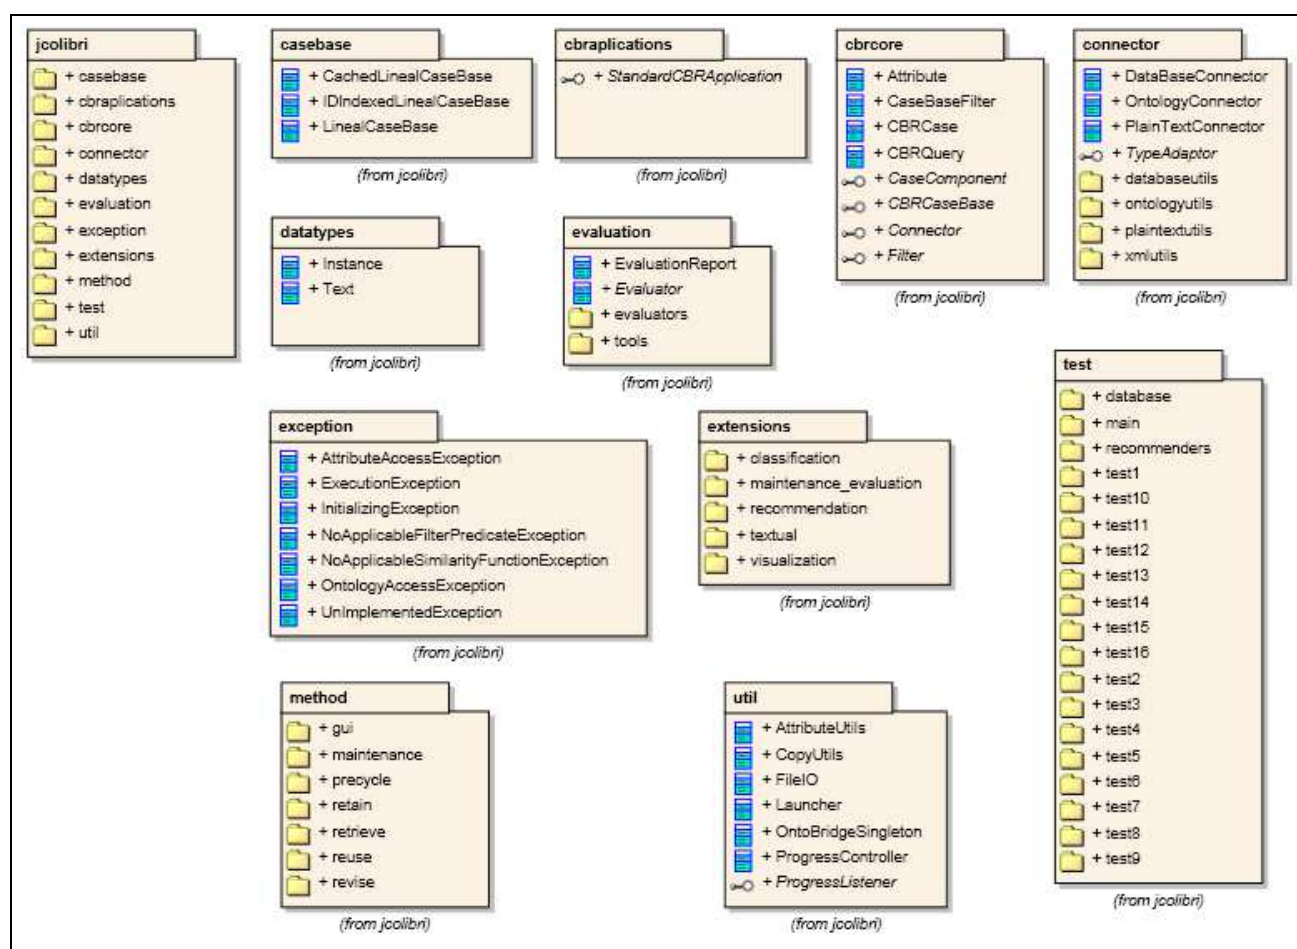 jcolibri
+ casebase
+ cbraplications
+ cbrcore
+ connector
+ datatypes
+ evaluation
+ exception
+ extensions
+ method
+ test
+ util
casebase
+ CachedLinealCaseBase
+ IDIndexedLinealCaseBase
+ LinealCaseBase
(from jcolibri)
cbraplications
+ StandardCBRApplication
(from jcolibri)
cbrcore
+ Attribute
+ CaseBaseFilter
+ CBRCase
+ CBRQuery
+ CaseComponent
+ CBRCaseBase
+ Connector
+ Filter
(from jcolibri)
connector
+ DataBaseConnector
+ OntologyConnector
+ PlainTextConnector
+ TypeAdaptor
+ databaseutils
+ ontologyutils
+ plaintextutils
+ xmlutils
(from jcolibri)
datatypes
+ Instance
+ Text
(from jcolibri)
evaluation
+ EvaluationReport
+ Evaluator
+ evaluators
+ tools
(from jcolibri)
exception
+ AttributeAccessException
+ ExecutionException
+ InitializingException
+ NoApplicableFilterPredicateException
+ NoApplicableSimilarityFunctionException
+ OntologyAccessException
+ UnImplementedException
(from jcolibri)
extensions
+ classification
+ maintenance_evaluation
+ recommendation
+ textual
+ visualization
(from jcolibri)
test
+ database
+ main
+ recommenders
+ test1
+ test10
+ test11
+ test12
+ test13
+ test14
+ test15
+ test16
+ test2
+ test3
+ test4
+ test5
+ test6
+ test7
+ test8
+ test9
(from jcolibri)
method
+ gui
+ maintenance
+ precycle
+ retain
+ retrieve
+ reuse
+ revise
(from jcolibri)
util
+ AttributeUtils
+ CopyUtils
+ FileIO
+ Launcher
+ OntoBridgeSingleton
+ ProgressController
+ ProgressListener
(from jcolibri)